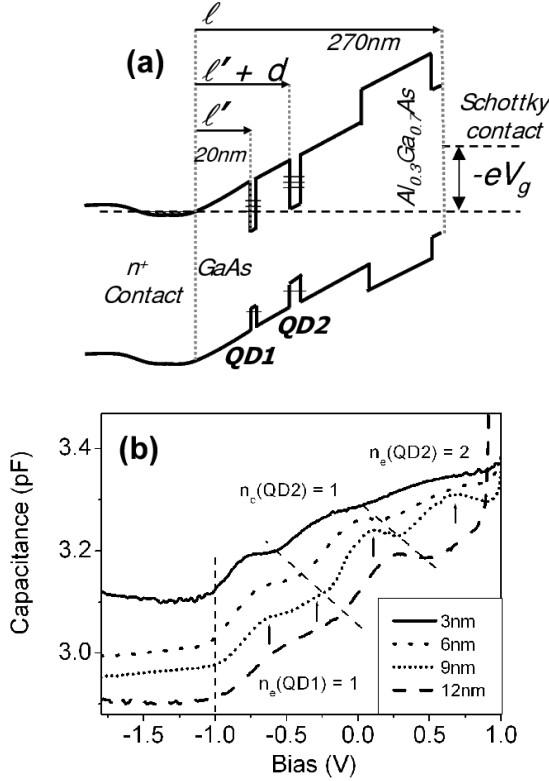 (a)
ℓ
270nm
ℓ' + d
ℓ'
20nm
Al0.3Ga0.7As
Schottky
contact
-eVg
n+
Contact
GaAs
QD1
QD2
(b)
Capacitance (pF)
3.4
3.2
3.0
ne(QD2) = 2
nc(QD2) = 1
ne(QD1) = 1
3nm
6nm
9nm
12nm
-1.5
-1.0
-0.5
0.0
0.5
1.0
Bias (V)